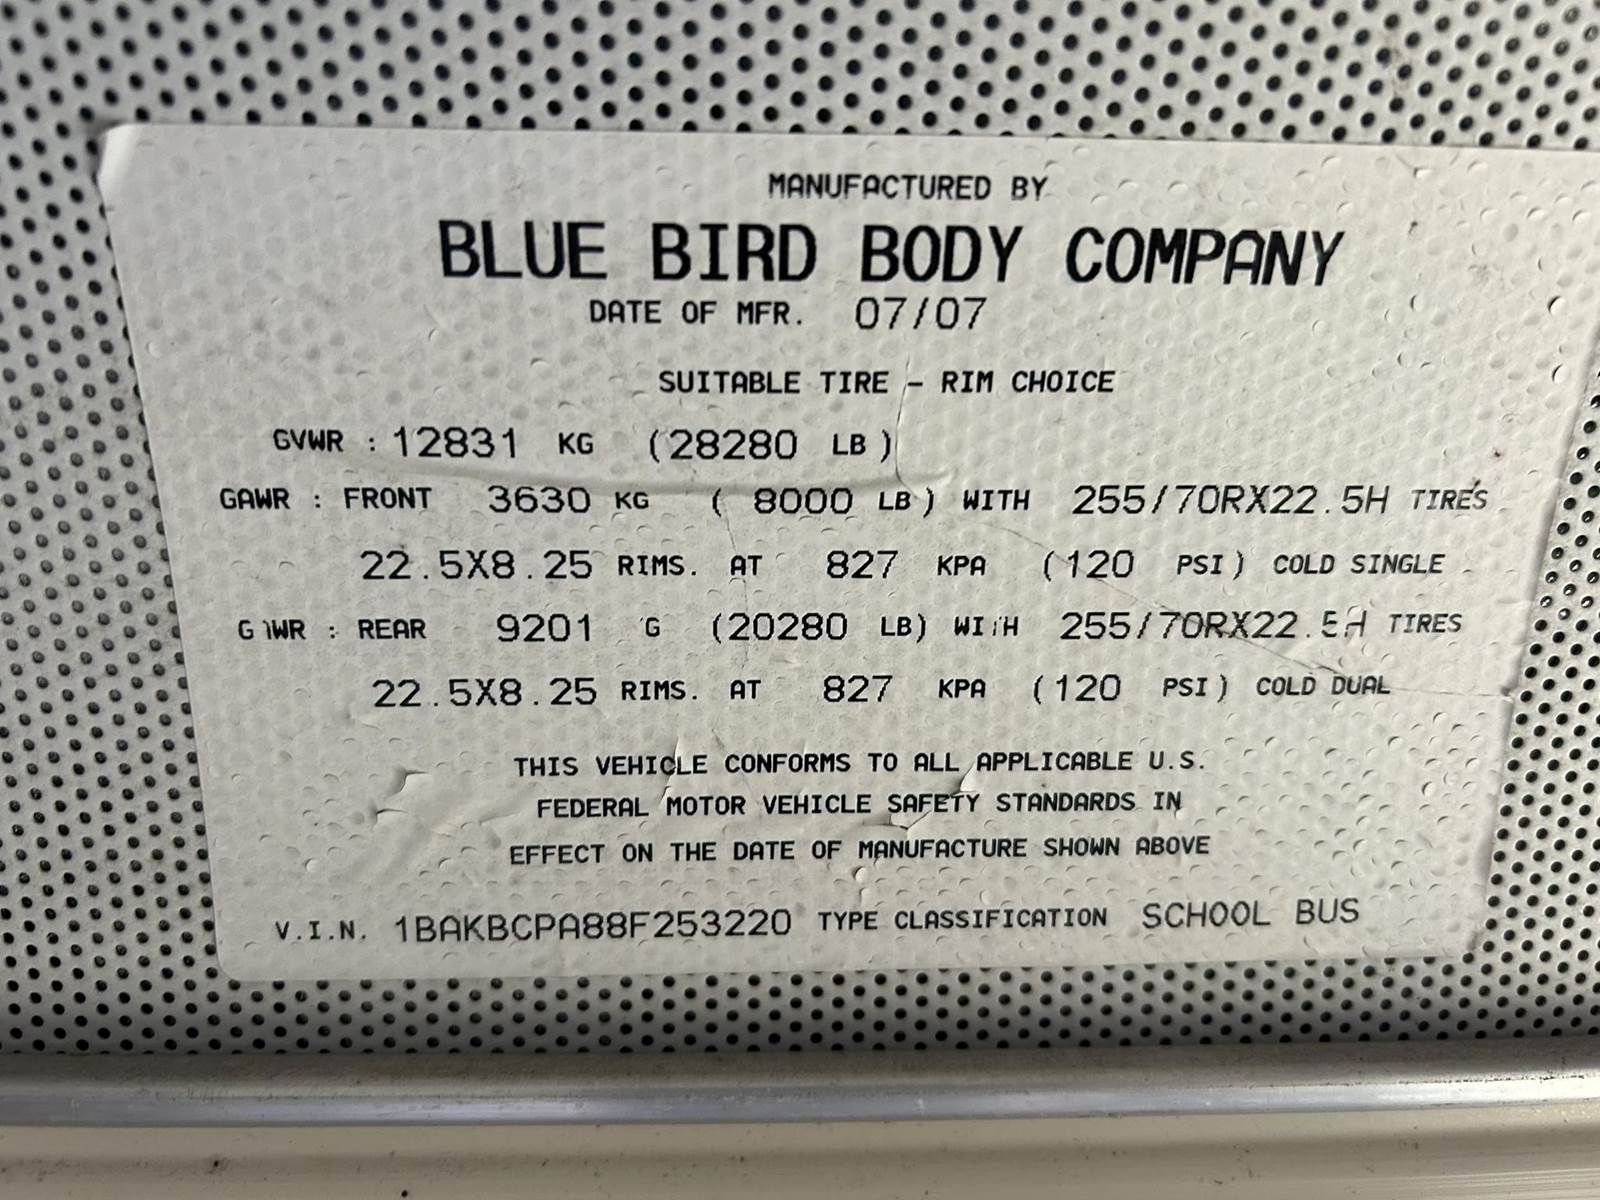 MANUFACTURED BY
BLUE BIRD BODY COMPANY
DATE OF MFR. 07/07
SUITABLE TIRE - RIM CHOICE
GVWR : 12831 KG (28280 LB)
GAWR : FRONT 3630 KG ( 8000 LB) WITH 255/70RX22.5H TIRES
22.5X8.25 RIMS. AT 827 KPA (120 PSI) COLD SINGLE
GAWR : REAR 9201 KG (20280 LB) WITH 255/70RX22.5H TIRES
22.5X8.25 RIMS. AT 827 KPA (120 PSI) COLD DUAL
THIS VEHICLE CONFORMS TO ALL APPLICABLE U.S.
FEDERAL MOTOR VEHICLE SAFETY STANDARDS IN
EFFECT ON THE DATE OF MANUFACTURE SHOWN ABOVE
V.I.N. 1BAKBCPA88F253220 TYPE CLASSIFICATION SCHOOL BUS